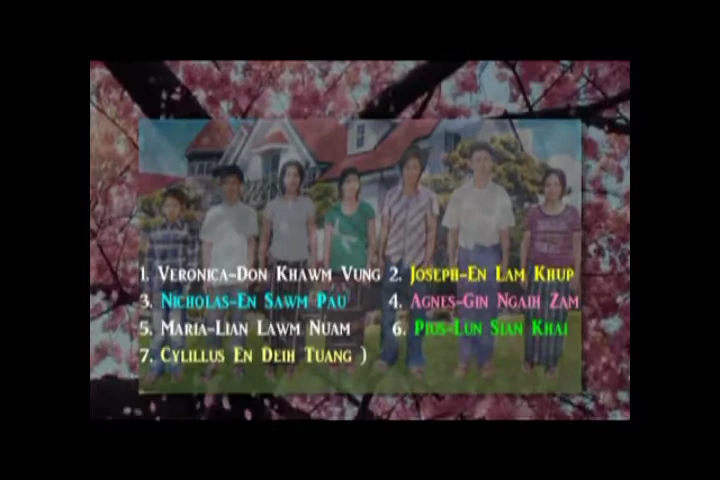 1. Veronica-Don Khawm Vung 2. Joseph-En Lam Khup
3. Nicholas-En Sawm Pau 4. Agnes-Gin Ngaih Zam
5. Maria-Lian Lawm Nuam 6. Pius-Lun Sian Khai
7. Cylillus En Deih Tuang )